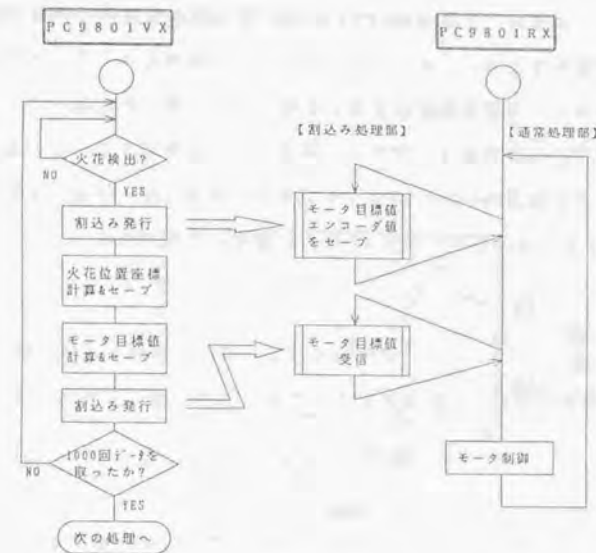 PC9801VX
PC9801RX
【割込み処理部】
【通常処理部】
火花検出?
NO
YES
割込み発行
モータ目標値
エンコーダ値
をセーブ
火花位置座標
計算&セーブ
モータ目標値
計算&セーブ
モータ目標値
受信
割込み発行
1000回データを
取ったか?
NO
モータ制御
YES
次の処理へ